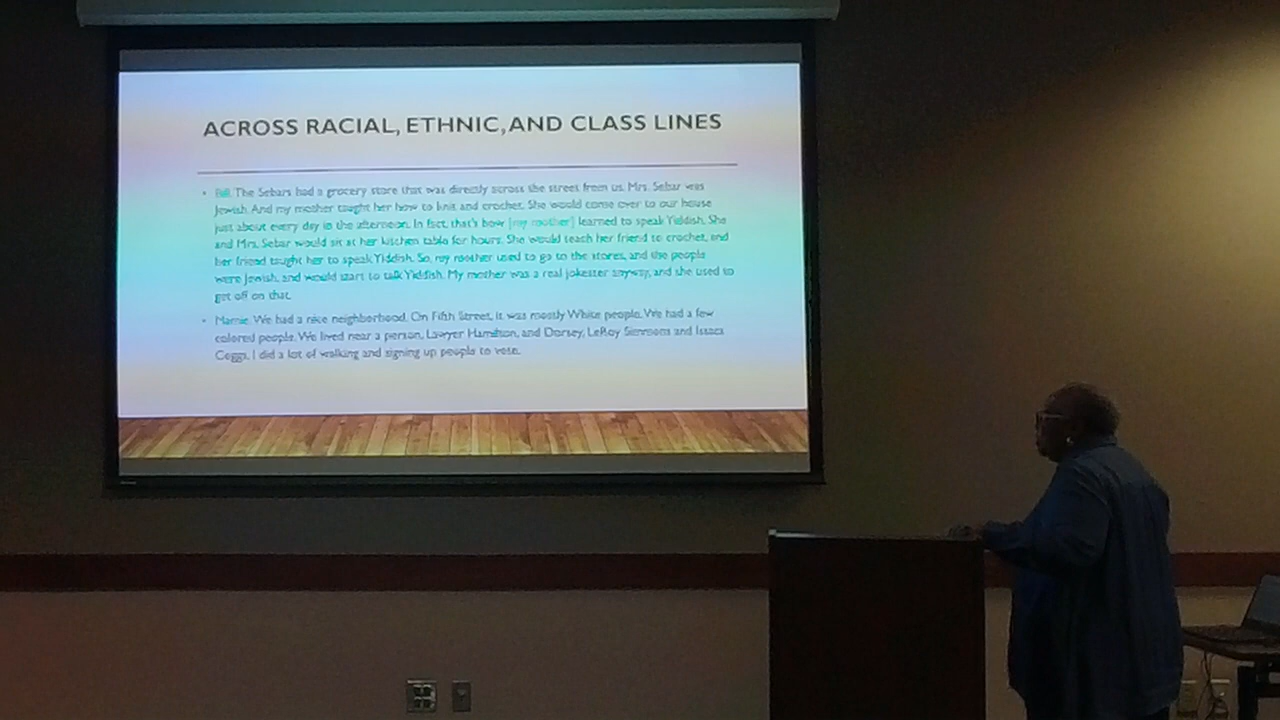 ACROSS RACIAL, ETHNIC, AND CLASS LINES
• Bill. The Sebars had a grocery store that was directly across the street from us. Mrs. Sebar was
Jewish. And my mother taught her how to knit and crochet. She would come over to our house
just about every day in the afternoon. In fact, that's how [my mother] learned to speak Yiddish. She
and Mrs. Sebar would sit at her kitchen table for hours. She would teach her friend to crochet, and
her friend taught her to speak Yiddish. So, my mother used to go to the stores, and the people
were Jewish, and would start to talk Yiddish. My mother was a real jokester anyway, and she used to
get off on that.
• Marnie. We had a nice neighborhood. On Fifth Street, it was mostly White people. We had a few
colored people. We lived near a person, Lawyer Hamilton, and Dorsey, LeRoy Simmons and Isaac
Coggs. I did a lot of walking and signing up people to vote.